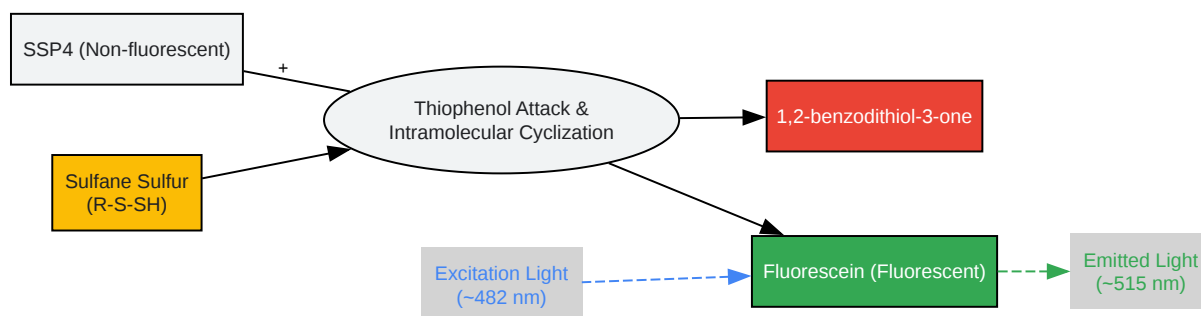 SSP4 (Non-fluorescent)
+
Thiophenol Attack &
Intramolecular Cyclization
1,2-benzodithiol-3-one
Sulfane Sulfur
(R-S-SH)
Excitation Light
(~482 nm)
Fluorescein (Fluorescent)
Emitted Light
(~515 nm)